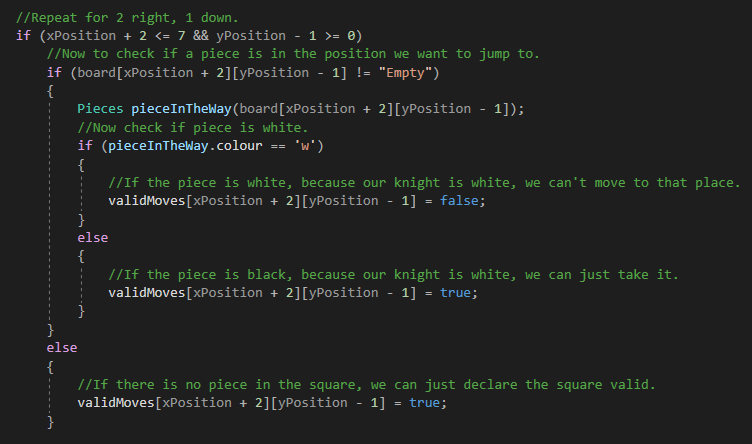 //Repeat for 2 right, 1 down.
if (xPosition + 2 <= 7 && yPosition - 1 >= 0)
//Now to check if a piece is in the position we want to jump to.
if (board[xPosition + 2][yPosition - 1] != "Empty")
{
Pieces pieceInTheWay(board[xPosition + 2][yPosition - 1]);
//Now check if piece is white.
if (pieceInTheWay.colour == 'w')
{
//If the piece is white, because our knight is white, we can't move to that place.
validMoves[xPosition + 2][yPosition - 1] = false;
}
else
{
//If the piece is black, because our knight is white, we can just take it.
validMoves[xPosition + 2][yPosition - 1] = true;
}
}
else
{
//If there is no piece in the square, we can just declare the square valid.
validMoves[xPosition + 2][yPosition - 1] = true;
}